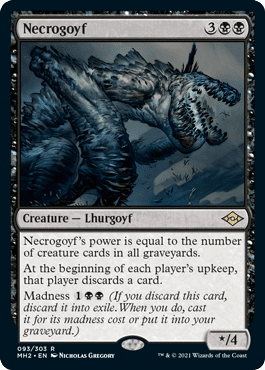 Necrogoyf 3
Creature — Lhurgoyf
Necrogoyf's power is equal to the number
of creature cards in all graveyards.
At the beginning of each player's upkeep,
that player discards a card.
Madness 1 (If you discard this card,
discard it into exile. When you do, cast
it for its madness cost or put it into your
graveyard.)
*/4
093/303 R
MH2 • EN Nicholas Gregory
™ & © 2021 Wizards of the Coast